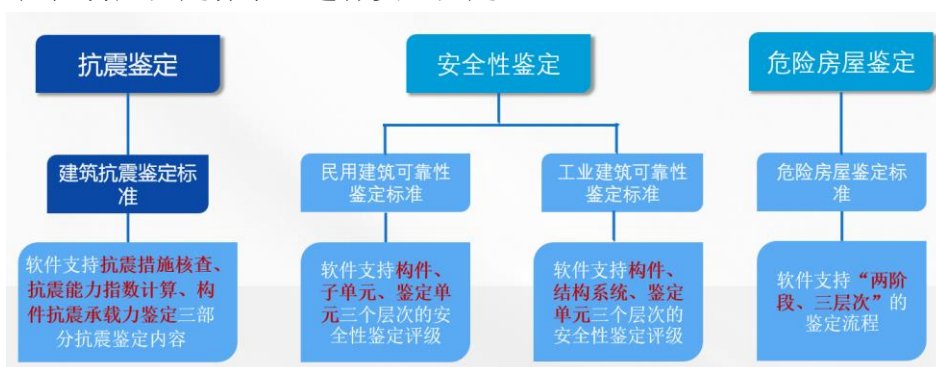 抗震鉴定
安全性鉴定
危险房屋鉴定
建筑抗震鉴定标
准
民用建筑可靠性
鉴定标准
工业建筑可靠性
鉴定标准
危险房屋鉴定标
准
软件支持抗震措施核查、
抗震能力指数计算、构
件抗震承载力鉴定三部
分抗震鉴定内容
软件支持构件、
子单元、鉴定单
元三个层次的安
全性鉴定评级
软件支持构件、
结构系统、鉴定
单元三个层次的
安全性鉴定评级
软件支持“两阶
段、三层次”的
鉴定流程